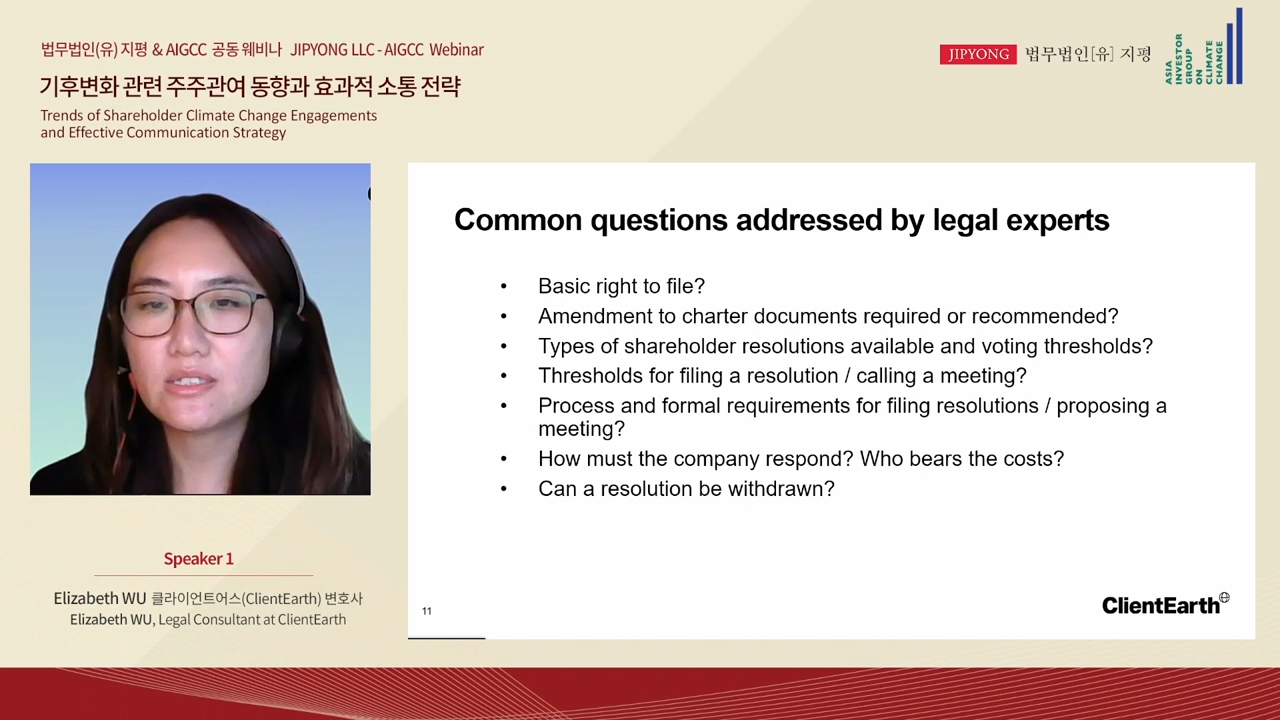 법무법인(유) 지평 & AIGCC 공동 웨비나 JIPYONG LLC - AIGCC Webinar
기후변화 관련 주주관여 동향과 효과적 소통 전략
Trends of Shareholder Climate Change Engagements
and Effective Communication Strategy
JIPYONG 법무법인[유] 지평
ASIA
INVESTOR
GROUP
ON
CLIMATE
CHANGE
Common questions addressed by legal experts
• Basic right to file?
• Amendment to charter documents required or recommended?
• Types of shareholder resolutions available and voting thresholds?
• Thresholds for filing a resolution / calling a meeting?
• Process and formal requirements for filing resolutions / proposing a
meeting?
• How must the company respond? Who bears the costs?
• Can a resolution be withdrawn?
11
ClientEarth
Speaker 1
Elizabeth WU 클라이언트어스(ClientEarth) 변호사
Elizabeth WU, Legal Consultant at ClientEarth